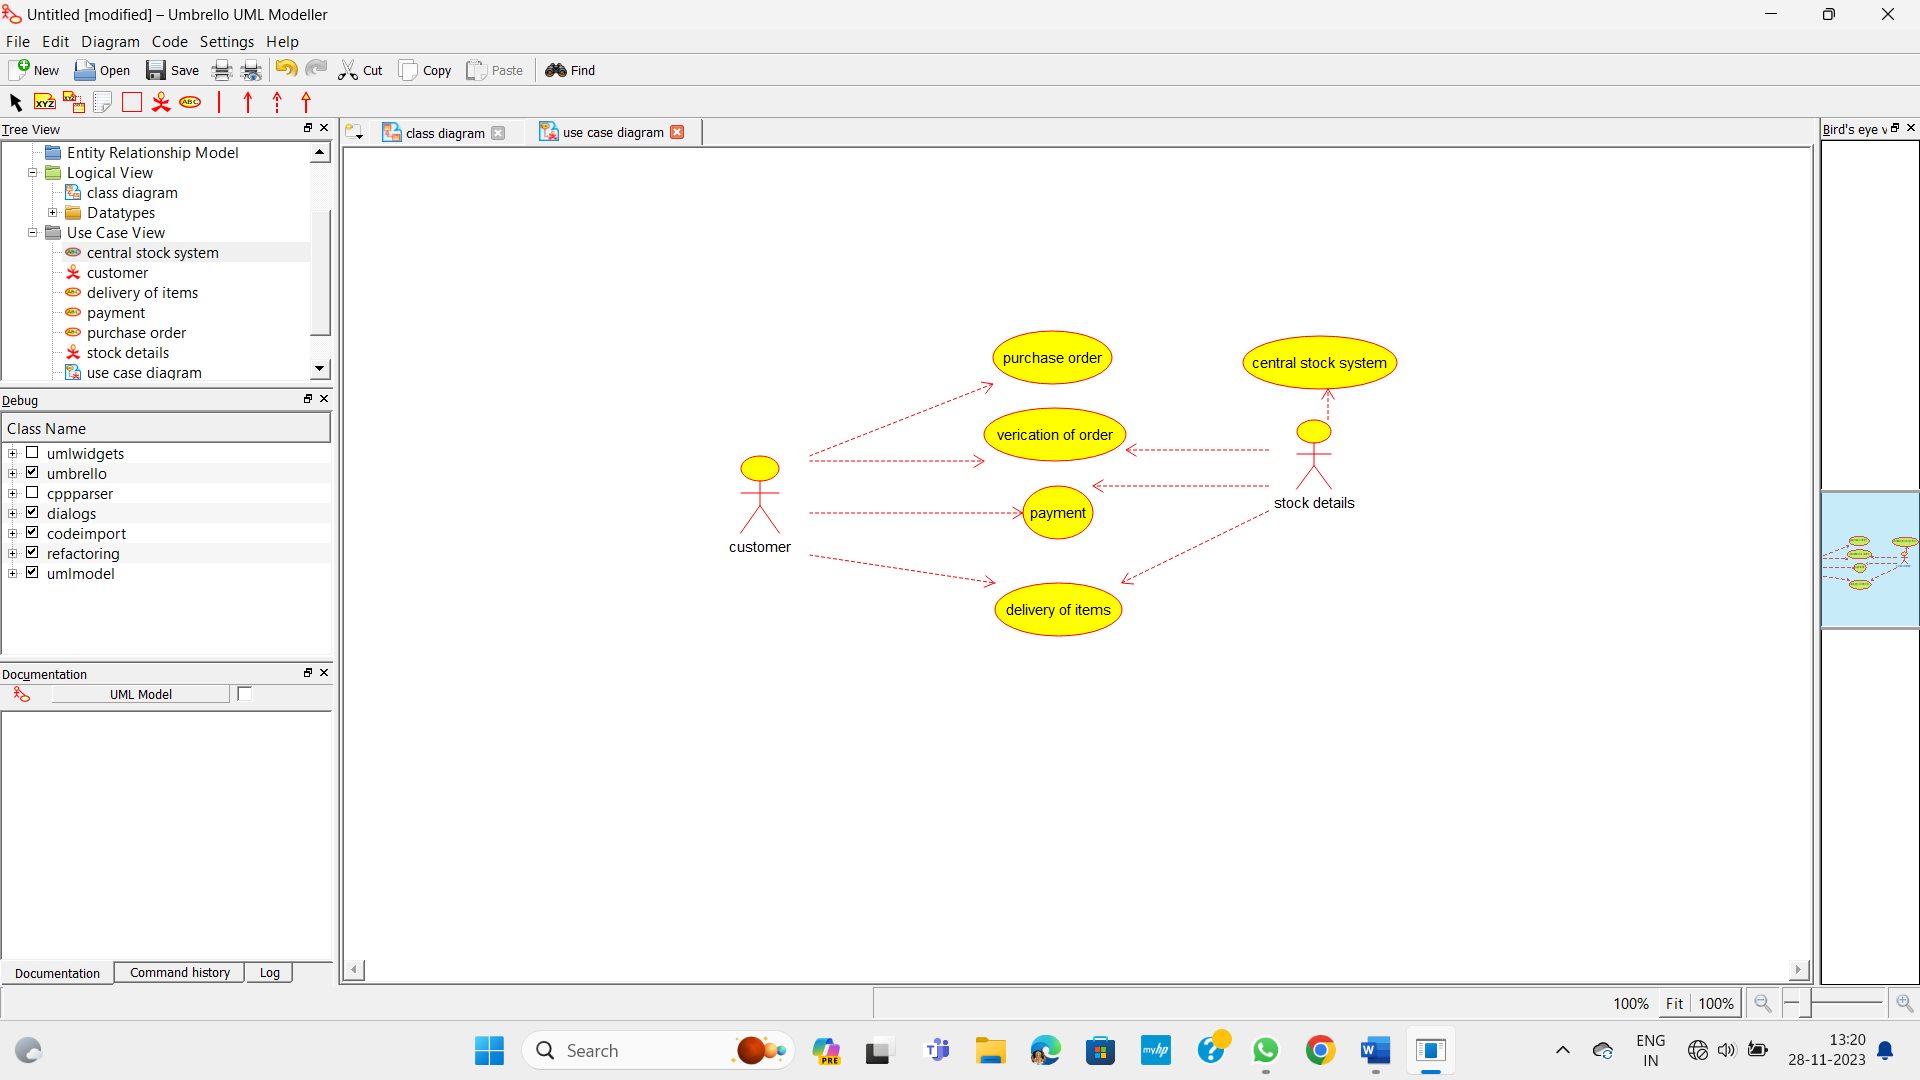 Untitled [modified] – Umbrello UML Modeller
File Edit Diagram Code Settings Help
New Open Save Cut Copy Paste Find
XYZ ABC
Tree View
class diagram use case diagram
Bird's eye v
Entity Relationship Model
Logical View
class diagram
Datatypes
Use Case View
central stock system
customer
delivery of items
payment
purchase order
stock details
use case diagram
Debug
Class Name
umlwidgets
umbrello
cppparser
dialogs
codeimport
refactoring
umlmodel
Documentation
UML Model
Documentation Command history Log
purchase order
central stock system
verication of order
stock details
payment
customer
delivery of items
100% Fit 100%
Search
PRE
myhp
ENG
IN
13:20
28-11-2023